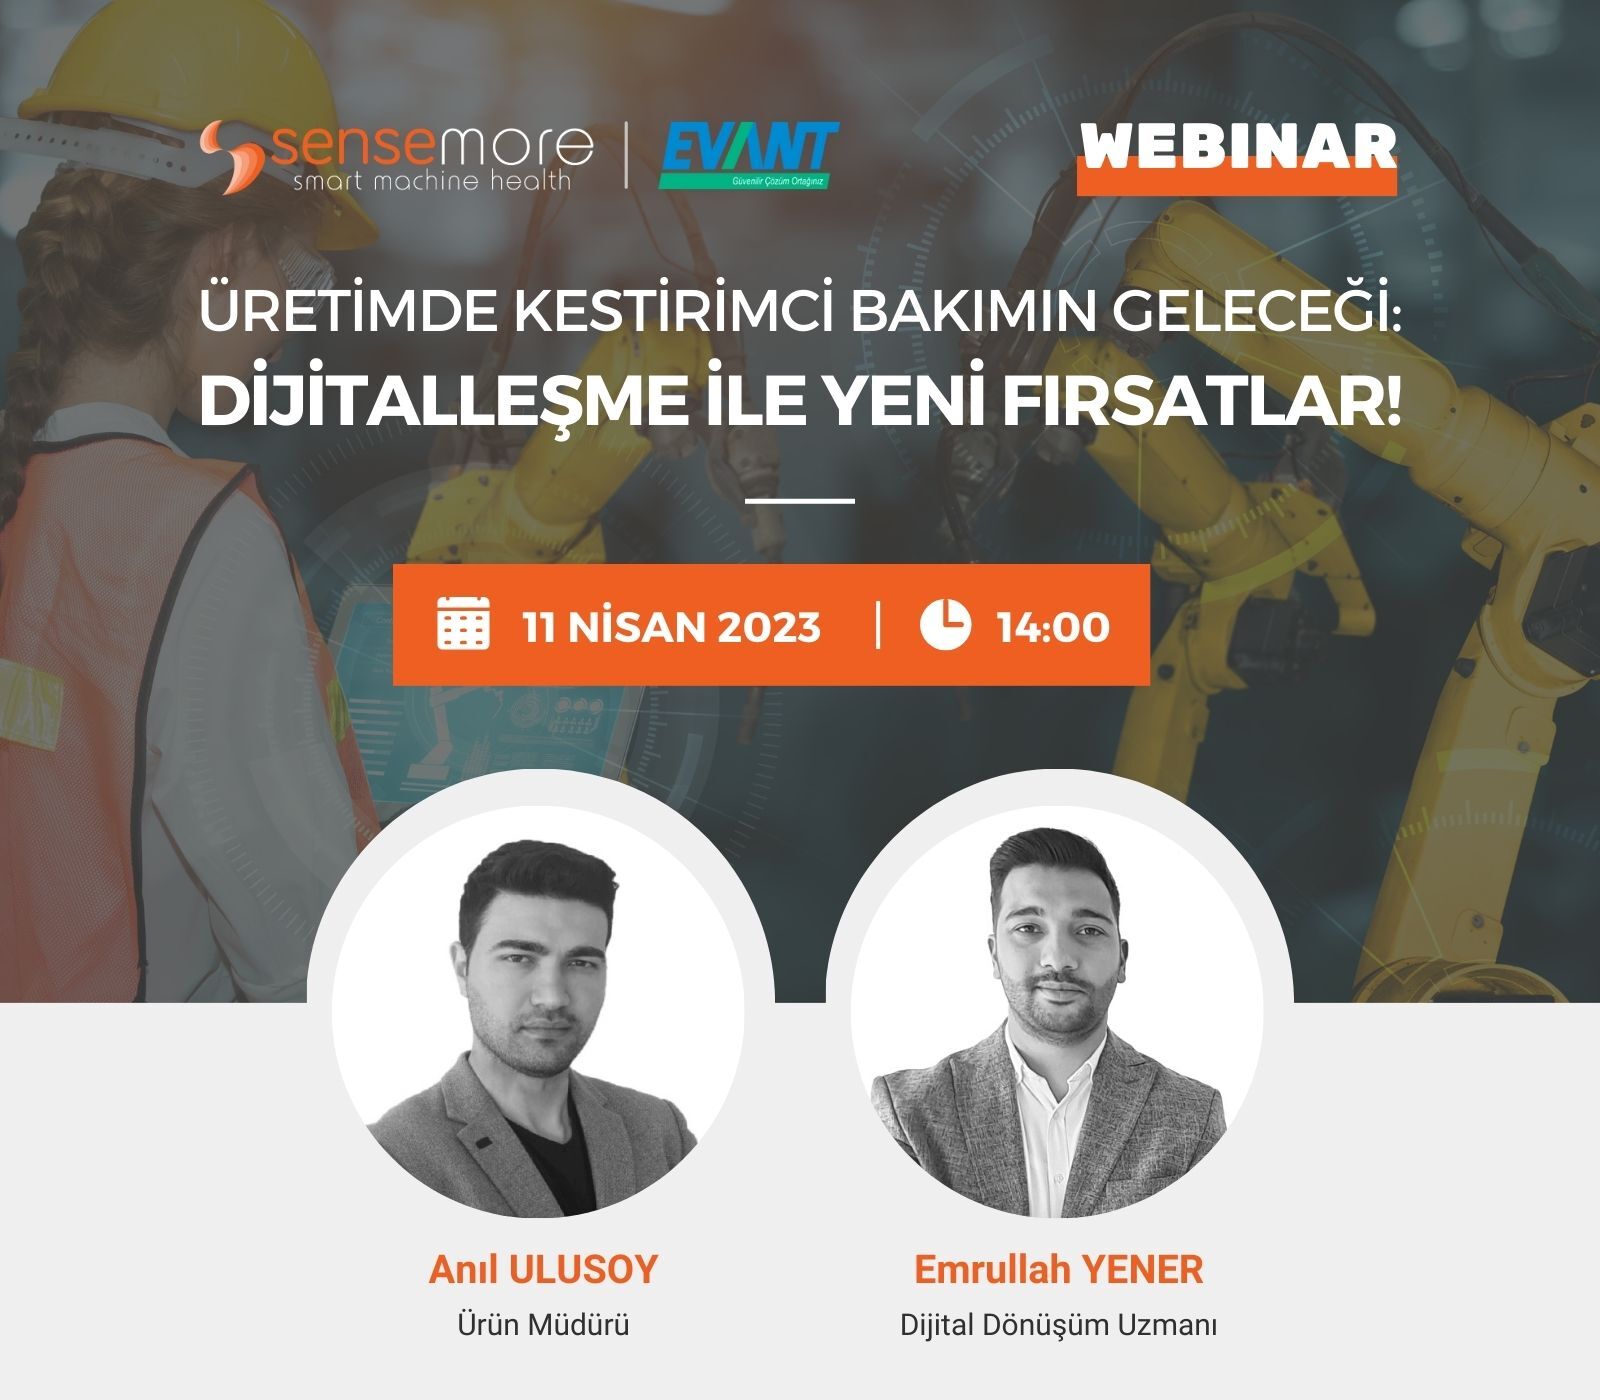 sensemore
smart machine health
EVANT
Güvenilir Çözüm Ortağınız
WEBINAR
ÜRETİMDE KESTİRİMCİ BAKIMIN GELECEĞİ:
DİJİTALLEŞME İLE YENİ FIRSATLAR!
11 NİSAN 2023 | 14:00
Anıl ULUSOY
Ürün Müdürü
Emrullah YENER
Dijital Dönüşüm Uzmanı